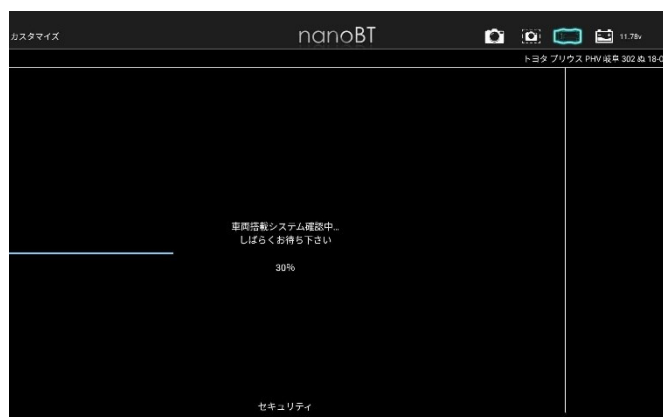 カスタマイズ
nanoBT
11.78v
トヨタ プリウス PHV 岐阜 302 ぬ 18-0
車両搭載システム確認中...
しばらくお待ち下さい
30%
セキュリティ